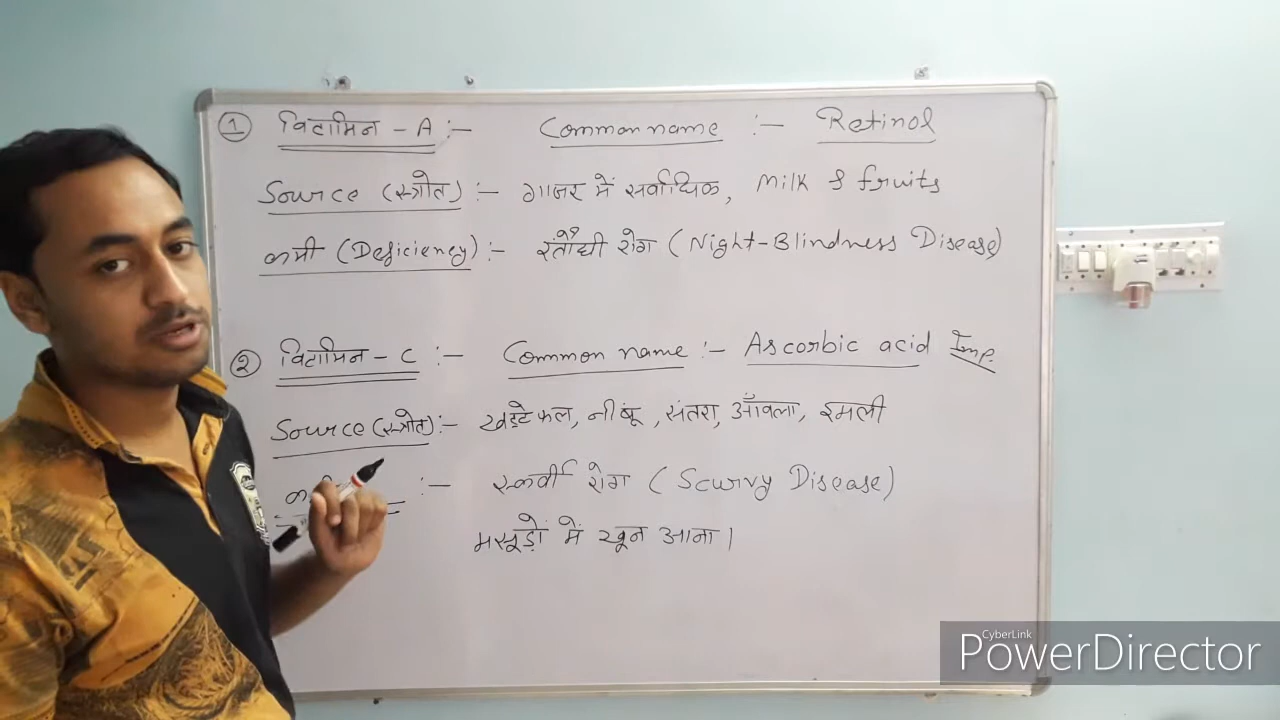 ① विटामिन - A :- Common name :- Retinol
Source (स्त्रोत) :- गाजर में सर्वाधिक, Milk & fruits
कमी (Deficiency) :- रतौंधी रोग (Night-Blindness Disease)
② विटामिन - C :- Common name :- Ascorbic acid Imp.
Source (स्त्रोत) :- खट्टे फल, नींबू, संतरा, आँवला, इमली
:- स्कर्वी रोग (Scurvy Disease)
मसूड़ों में खून आना।
CyberLink
PowerDirector